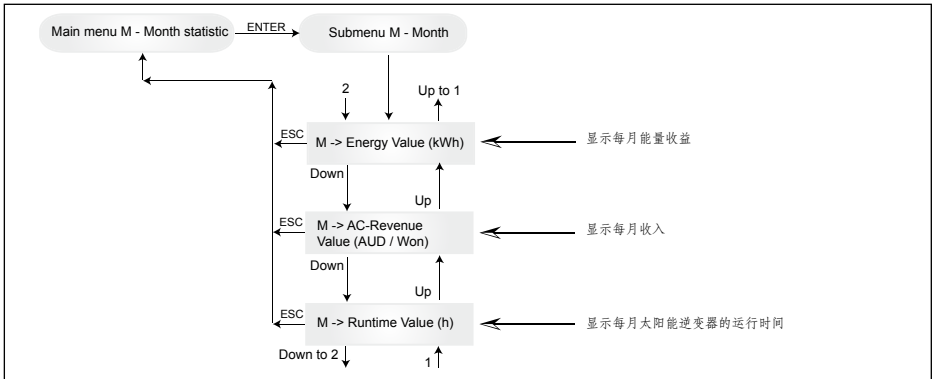 Main menu M - Month statistic
ENTER
Submenu M - Month
2
Up to 1
ESC
M -> Energy Value (kWh)
显示每月能量收益
Down
Up
ESC
M -> AC-Revenue
Value (AUD / Won)
显示每月收入
Down
Up
ESC
M -> Runtime Value (h)
显示每月太阳能逆变器的运行时间
Down to 2
1